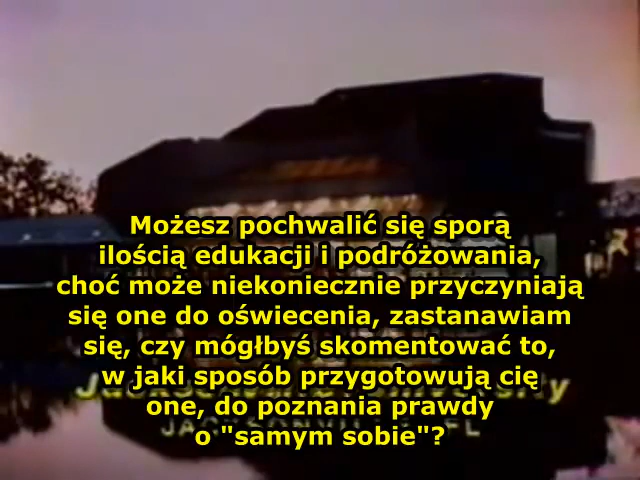 Możesz pochwalić się sporą
ilością edukacji i podróżowania,
choć może niekoniecznie przyczyniają
się one do oświecenia, zastanawiam
się, czy mógłbyś skomentować to,
w jaki sposób przygotowują cię
one, do poznania prawdy
o "samym sobie"?